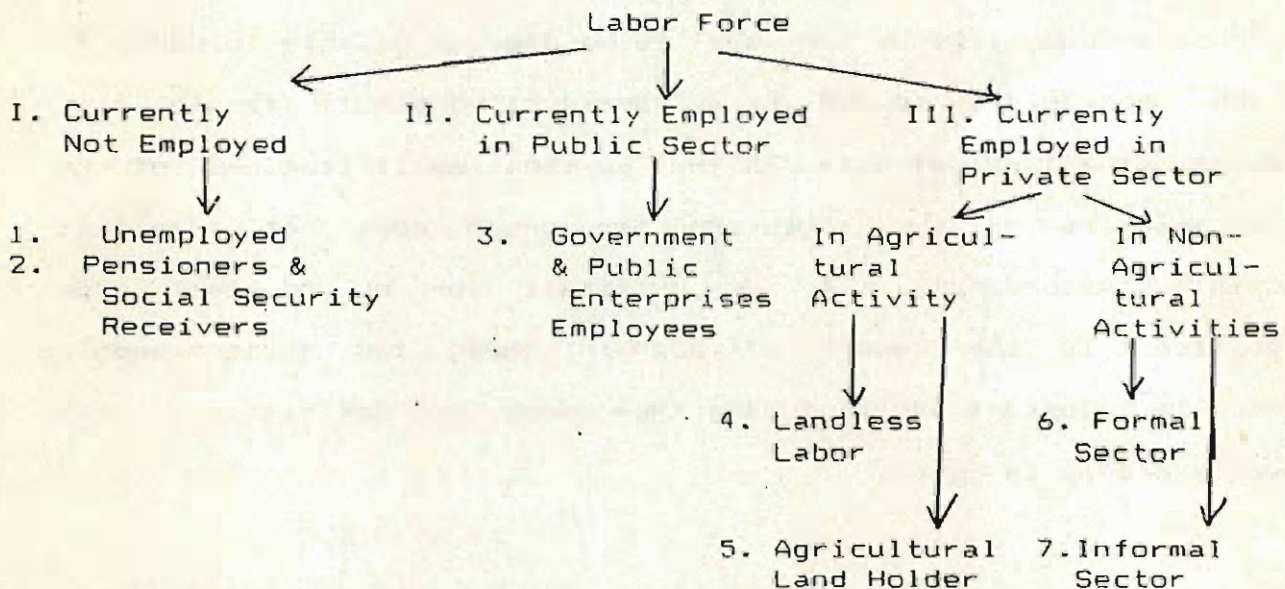 Labor Force
I. Currently
Not Employed
II. Currently Employed
in Public Sector
III. Currently
Employed in
Private Sector
1. Unemployed
2. Pensioners &
Social Security
Receivers
3. Government
& Public
Enterprises
Employees
In Agricul-
tural
Activity
In Non-
Agricul-
tural
Activities
4. Landless
Labor
6. Formal
Sector
5. Agricultural
Land Holder
7.Informal
Sector